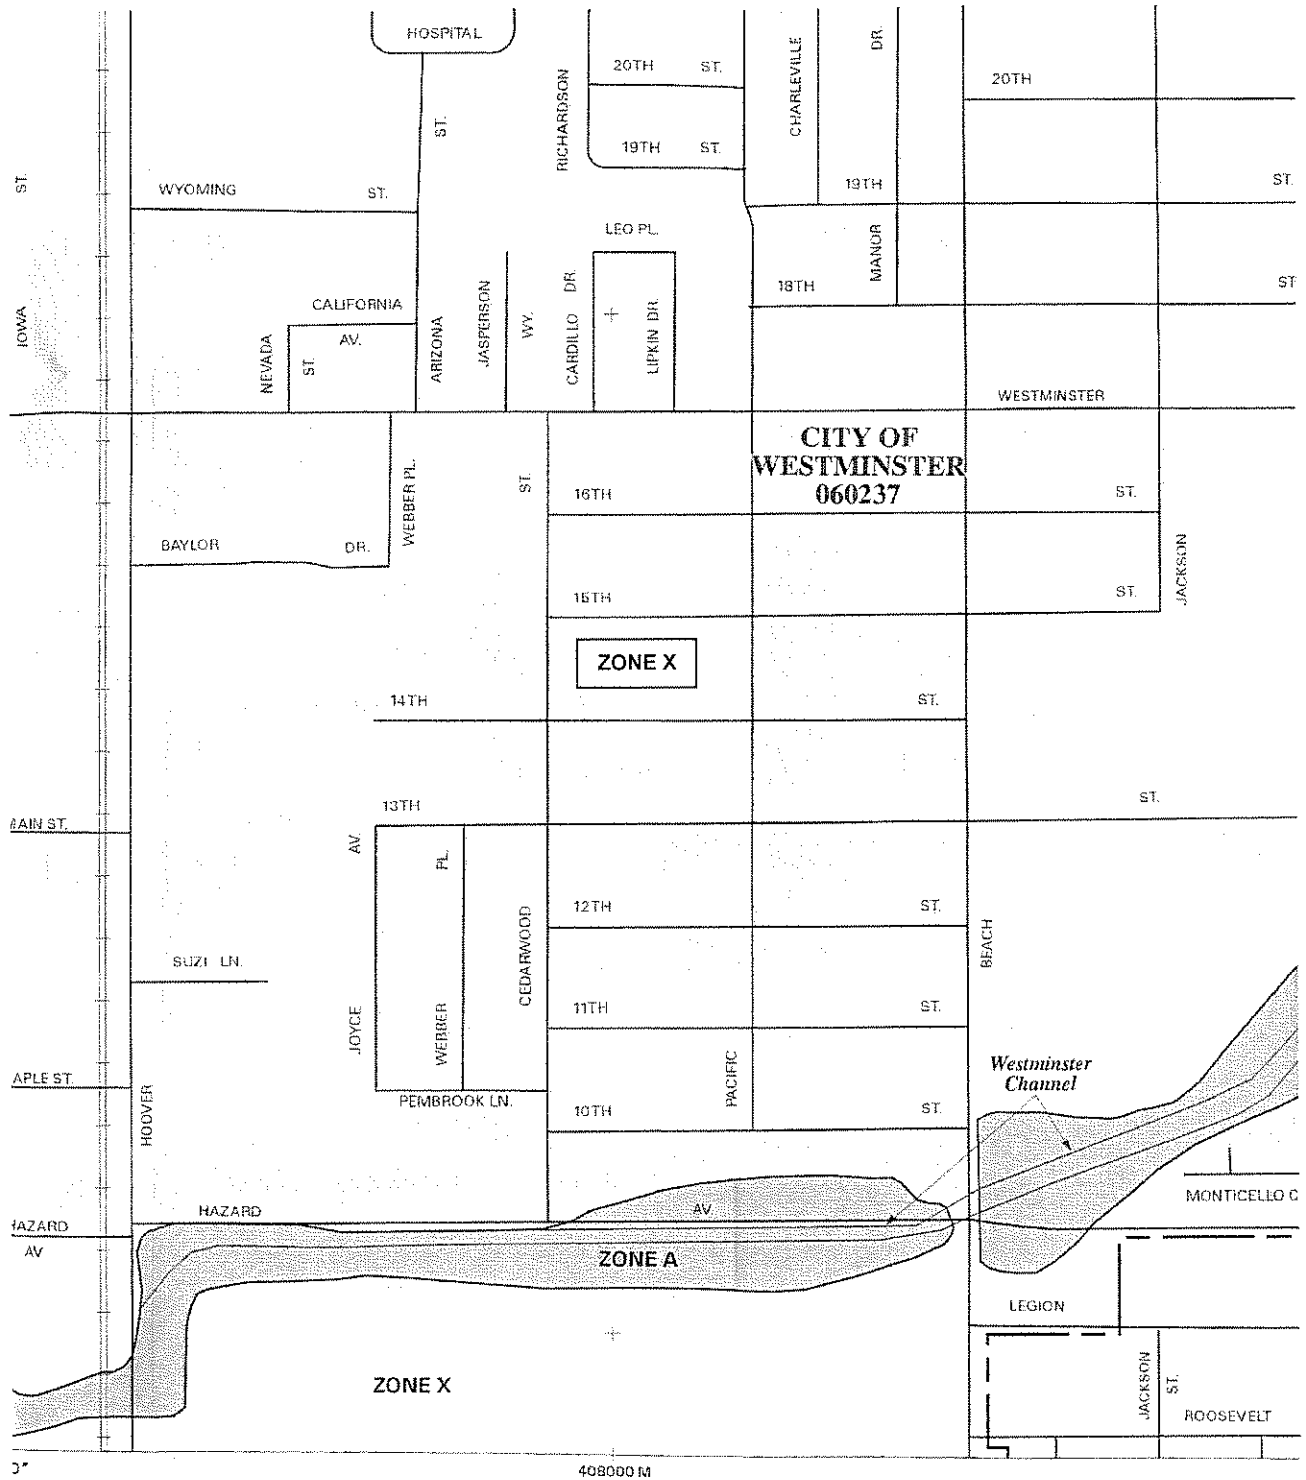 HOSPITAL
RICHARDSON
20TH ST.
CHARLEVILLE
DR.
20TH
ST.
19TH ST.
ST.
WYOMING ST.
19TH
ST.
LEO PL.
MANOR
18TH
ST
IOWA
CALIFORNIA
AV.
NEVADA
ST.
ARIZONA
JASPERSON
WY.
CARDILLO DR.
LIPKIN DR.
WESTMINSTER
CITY OF
WESTMINSTER
060237
WEBBER PL.
ST.
16TH
ST.
BAYLOR DR.
JACKSON
15TH
ST.
ZONE X
14TH
ST.
13TH
ST.
MAIN ST.
AV.
PL.
12TH ST.
CEDARWOOD
BEACH
SUZI LN.
11TH ST.
JOYCE
WEBBER
PACIFIC
Westminster
Channel
APLE ST.
HOOVER
PEMBROOK LN.
10TH
ST.
MONTICELLO C
HAZARD
AV
HAZARD
AV
ZONE A
LEGION
ZONE X
JACKSON
ST.
ROOSEVELT
0"
408000 M